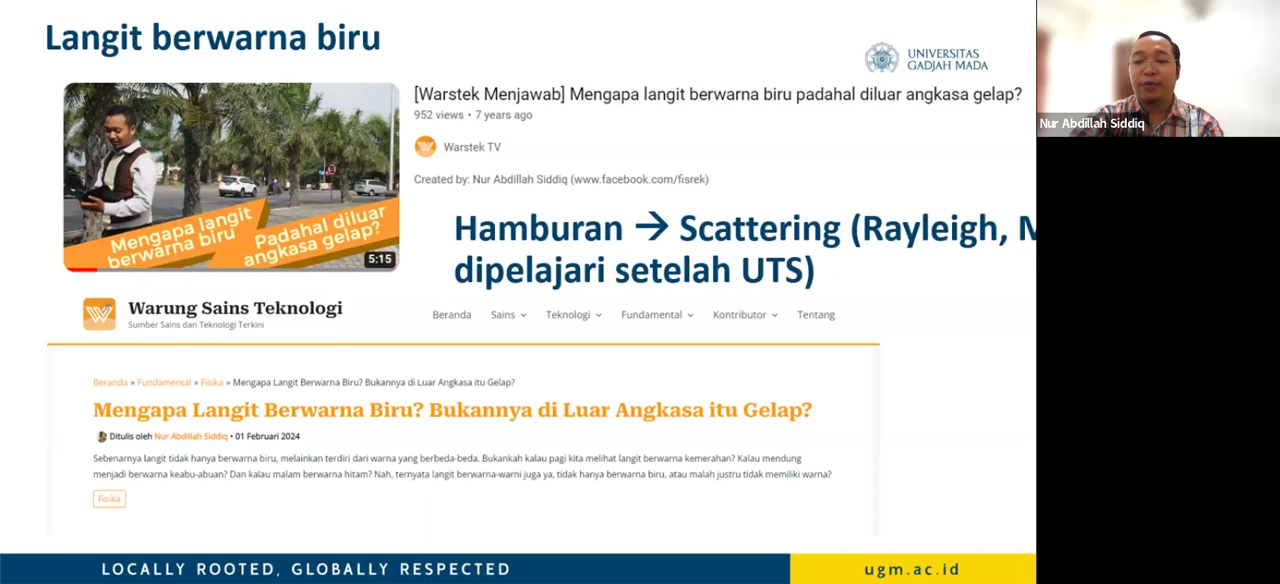 Langit berwarna biru
UNIVERSITAS
GADJAH MADA
Mengapa langit
berwarna biru
Padahal diluar
angkasa gelap?
5:15
[Warstek Menjawab] Mengapa langit berwarna biru padahal diluar angkasa gelap?
952 views • 7 years ago
Warstek TV
Created by: Nur Abdillah Siddiq (www.facebook.com/fisrek)
Hamburan → Scattering (Rayleigh, M
dipelajari setelah UTS)
Warung Sains Teknologi
Sumber Sains dan Teknologi Terkini
Beranda Sains Teknologi Fundamental Kontributor Tentang
Beranda » Fundamental » Fisika » Mengapa Langit Berwarna Biru? Bukannya di Luar Angkasa itu Gelap?
Mengapa Langit Berwarna Biru? Bukannya di Luar Angkasa itu Gelap?
Ditulis oleh Nur Abdillah Siddiq • 01 Februari 2024
Sebenarnya langit tidak hanya berwarna biru, melainkan terdiri dari warna yang berbeda-beda. Bukankah kalau pagi kita melihat langit berwarna kemerahan? Kalau mendung
menjadi berwarna keabu-abuan? Dan kalau malam berwarna hitam? Nah, ternyata langit berwarna-warni juga ya, tidak hanya berwarna biru, atau malah justru tidak memiliki warna?
Fisika
LOCALLY ROOTED, GLOBALLY RESPECTED
ugm.ac.id
Nur Abdillah Siddiq